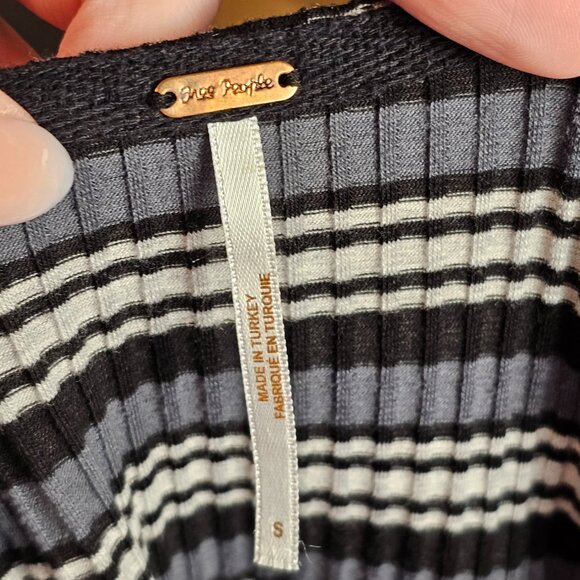 Free People
MADE IN TURKEY
FABRIQUÉ EN TURQUIE
S